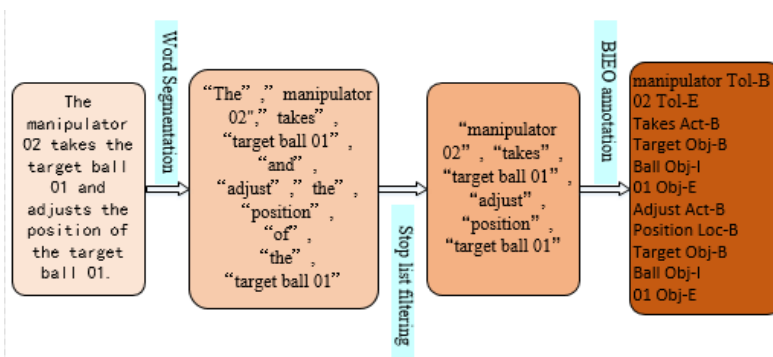 The
manipulator
02 takes the
target ball
01 and
adjusts the
position of
the target
ball 01.
Word Segmentation
“The”,” manipulator
02",” takes”,
“target ball 01”,
“and”,
“adjust”,” the”,
“position”
“of”,
“the”,
“target ball 01”
Stop list filtering
“manipulator
02”, “takes”,
“target ball 01”,
“adjust”,
“position”,
“target ball 01”
BIEO annotation
manipulator Tol-B
02 Tol-E
Takes Act-B
Target Obj-B
Ball Obj-I
01 Obj-E
Adjust Act-B
Position Loc-B
Target Obj-B
Ball Obj-I
01 Obj-E